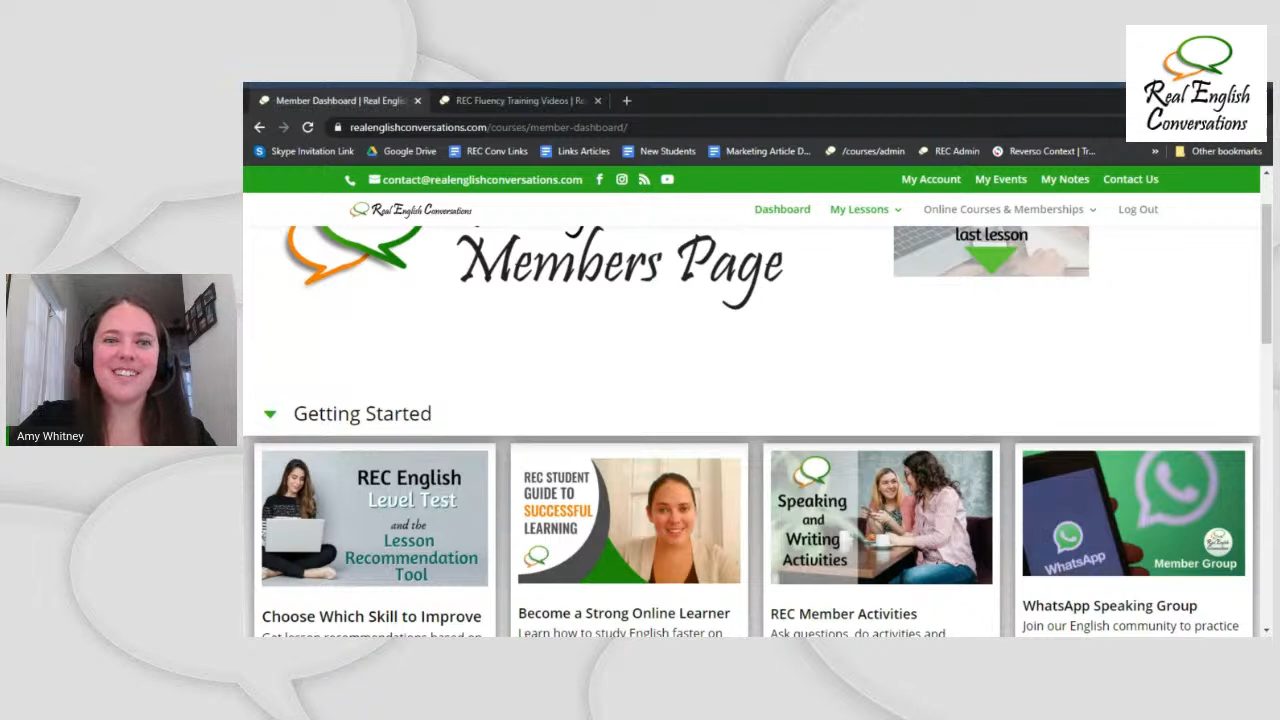 Real English
Conversations
Member Dashboard | Real Englis
REC Fluency Training Videos | Re
realenglishconversations.com/courses/member-dashboard/
Skype Invitation Link
Google Drive
REC Conv Links
Links Articles
New Students
Marketing Article D...
/courses/admin
REC Admin
Reverso Context | Tr...
»
Other bookmarks
contact@realenglishconversations.com
My Account
My Events
My Notes
Contact Us
Real English Conversations
Dashboard
My Lessons
Online Courses & Memberships
Log Out
Members Page
last lesson
Amy Whitney
Getting Started
REC English
Level Test
and the
Lesson
Recommendation
Tool
Choose Which Skill to Improve
Get lesson recommendations based on
REC STUDENT
GUIDE TO
SUCCESSFUL
LEARNING
Become a Strong Online Learner
Learn how to study English faster on
Speaking
and
Writing
Activities
REC Member Activities
Ask questions, do activities and
WhatsApp
Member Group
WhatsApp Speaking Group
Join our English community to practice